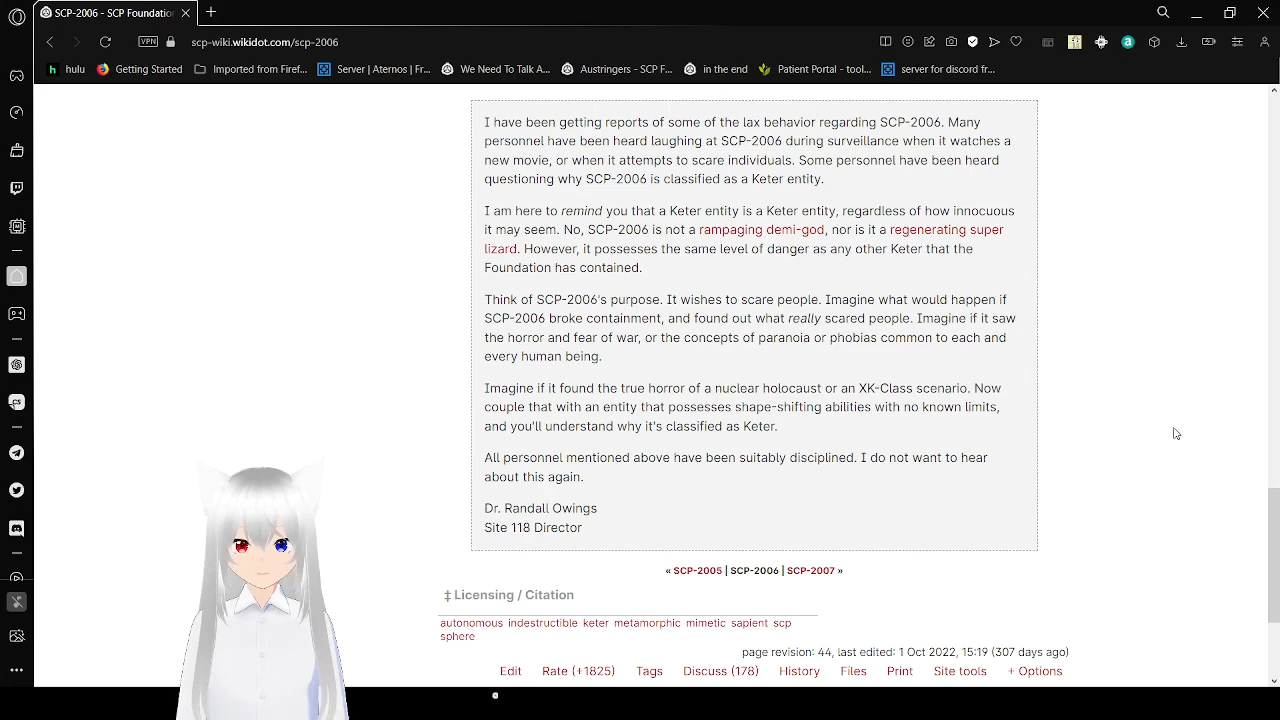 SCP-2006 - SCP Foundation
scp-wiki.wikidot.com/scp-2006
VPN
hulu
Getting Started
Imported from Firef...
Server | Aternos | Fr...
We Need To Talk A...
Austringers - SCP F...
in the end
Patient Portal - tool...
server for discord fr...
I have been getting reports of some of the lax behavior regarding SCP-2006. Many
personnel have been heard laughing at SCP-2006 during surveillance when it watches a
new movie, or when it attempts to scare individuals. Some personnel have been heard
questioning why SCP-2006 is classified as a Keter entity.
I am here to remind you that a Keter entity is a Keter entity, regardless of how innocuous
it may seem. No, SCP-2006 is not a rampaging demi-god, nor is it a regenerating super
lizard. However, it possesses the same level of danger as any other Keter that the
Foundation has contained.
Think of SCP-2006's purpose. It wishes to scare people. Imagine what would happen if
SCP-2006 broke containment, and found out what really scared people. Imagine if it saw
the horror and fear of war, or the concepts of paranoia or phobias common to each and
every human being.
Imagine if it found the true horror of a nuclear holocaust or an XK-Class scenario. Now
couple that with an entity that possesses shape-shifting abilities with no known limits,
and you'll understand why it's classified as Keter.
All personnel mentioned above have been suitably disciplined. I do not want to hear
about this again.
Dr. Randall Owings
Site 118 Director
« SCP-2005 | SCP-2006 | SCP-2007 »
‡ Licensing / Citation
autonomous indestructible keter metamorphic mimetic sapient scp
sphere
page revision: 44, last edited: 1 Oct 2022, 15:19 (307 days ago)
Edit Rate (+1825) Tags Discuss (178) History Files Print Site tools + Options